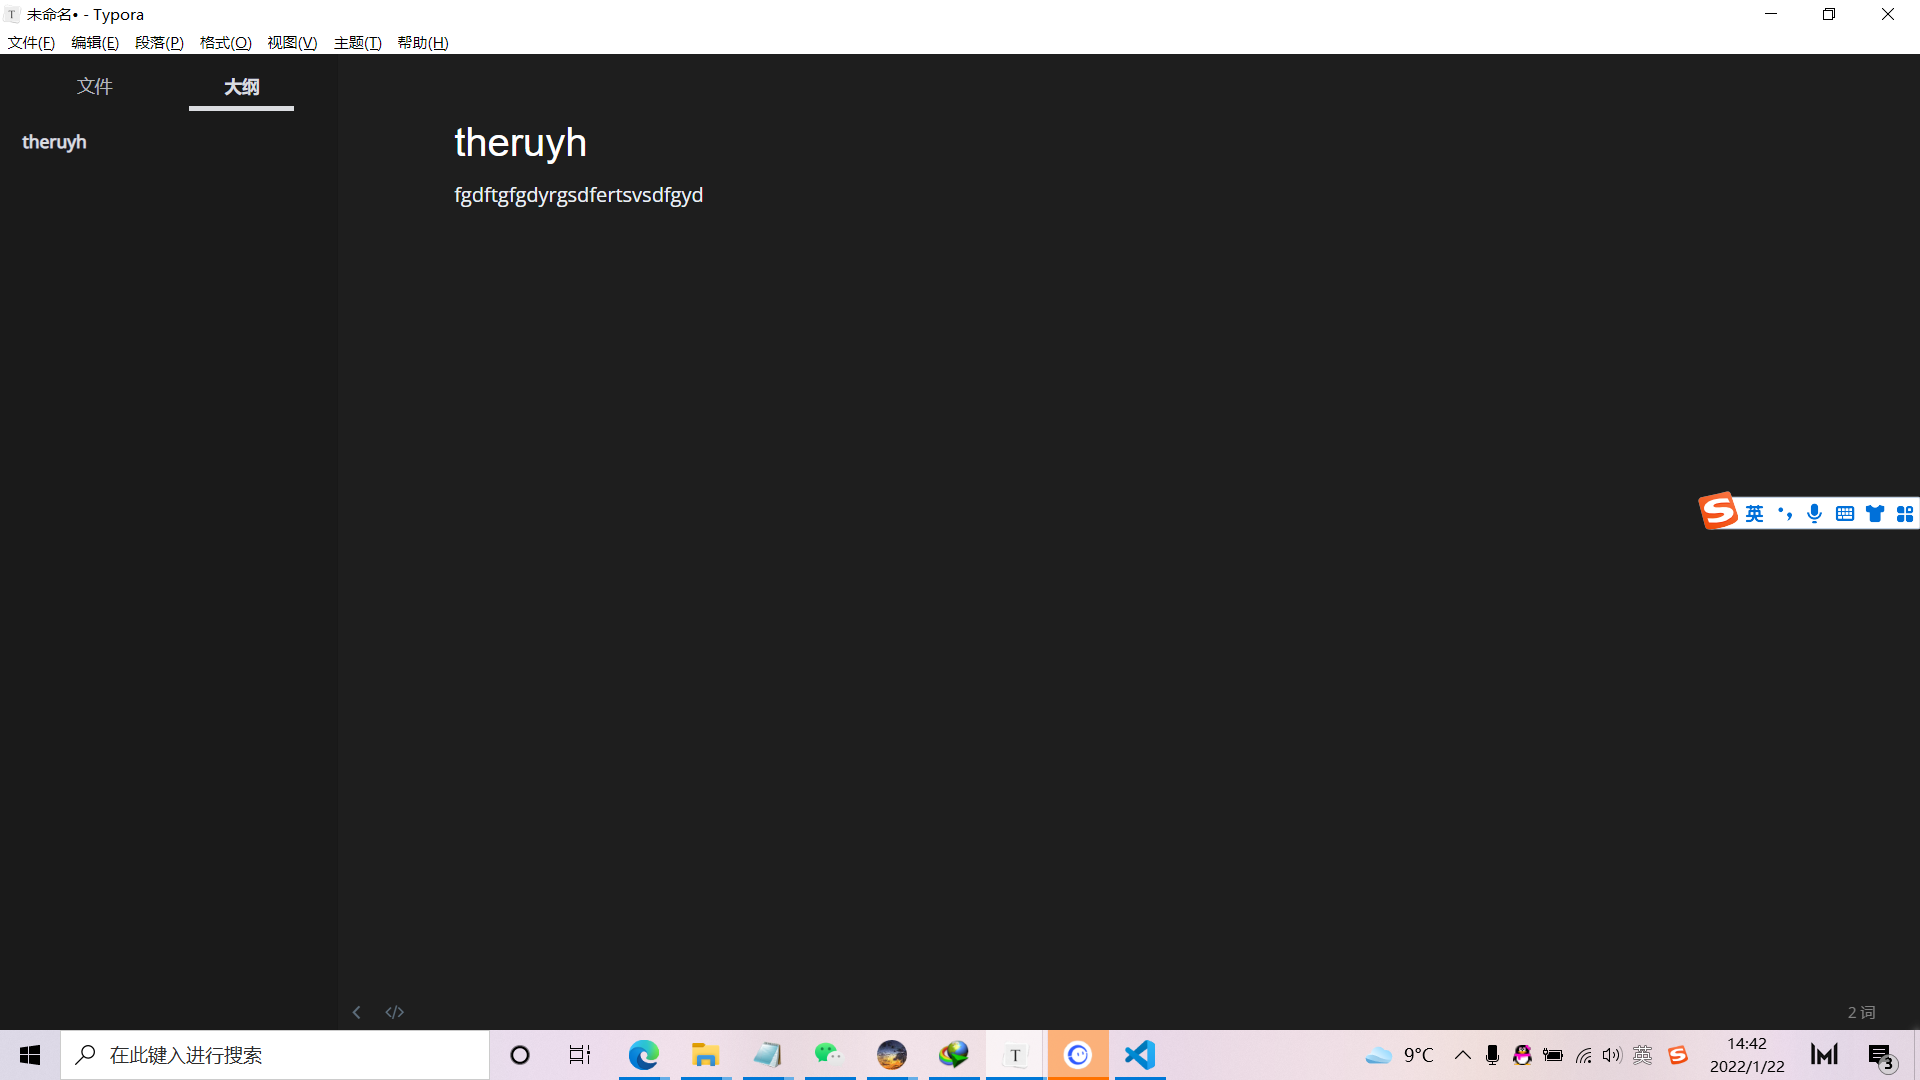 未命名• - Typora
文件(F) 编辑(E) 段落(P) 格式(O) 视图(V) 主题(T) 帮助(H)
文件 大纲
theruyh
theruyh
fgdftgfgdyrgsdfertsvsdfgyd
英
2 词
在此键入进行搜索
T
9°C
英
14:42
2022/1/22
3